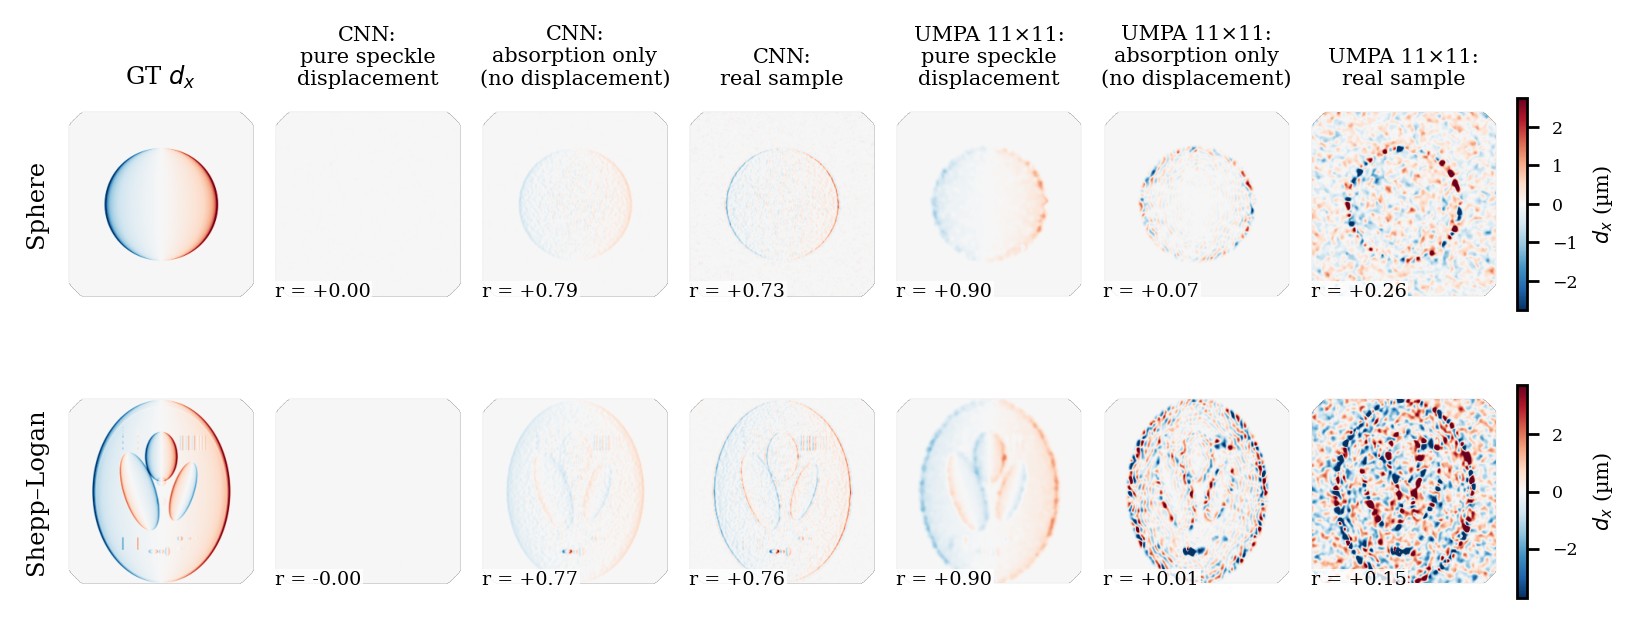 GT dₓ
CNN:
pure speckle
displacement
CNN:
absorption only
(no displacement)
CNN:
real sample
UMPA 11×11:
pure speckle
displacement
UMPA 11×11:
absorption only
(no displacement)
UMPA 11×11:
real sample
Sphere
r = +0.00
r = +0.79
r = +0.73
r = +0.90
r = +0.07
r = +0.26
2
1
0
−1
−2
dₓ (µm)
Shepp–Logan
r = -0.00
r = +0.77
r = +0.76
r = +0.90
r = +0.01
r = +0.15
2
0
−2
dₓ (µm)